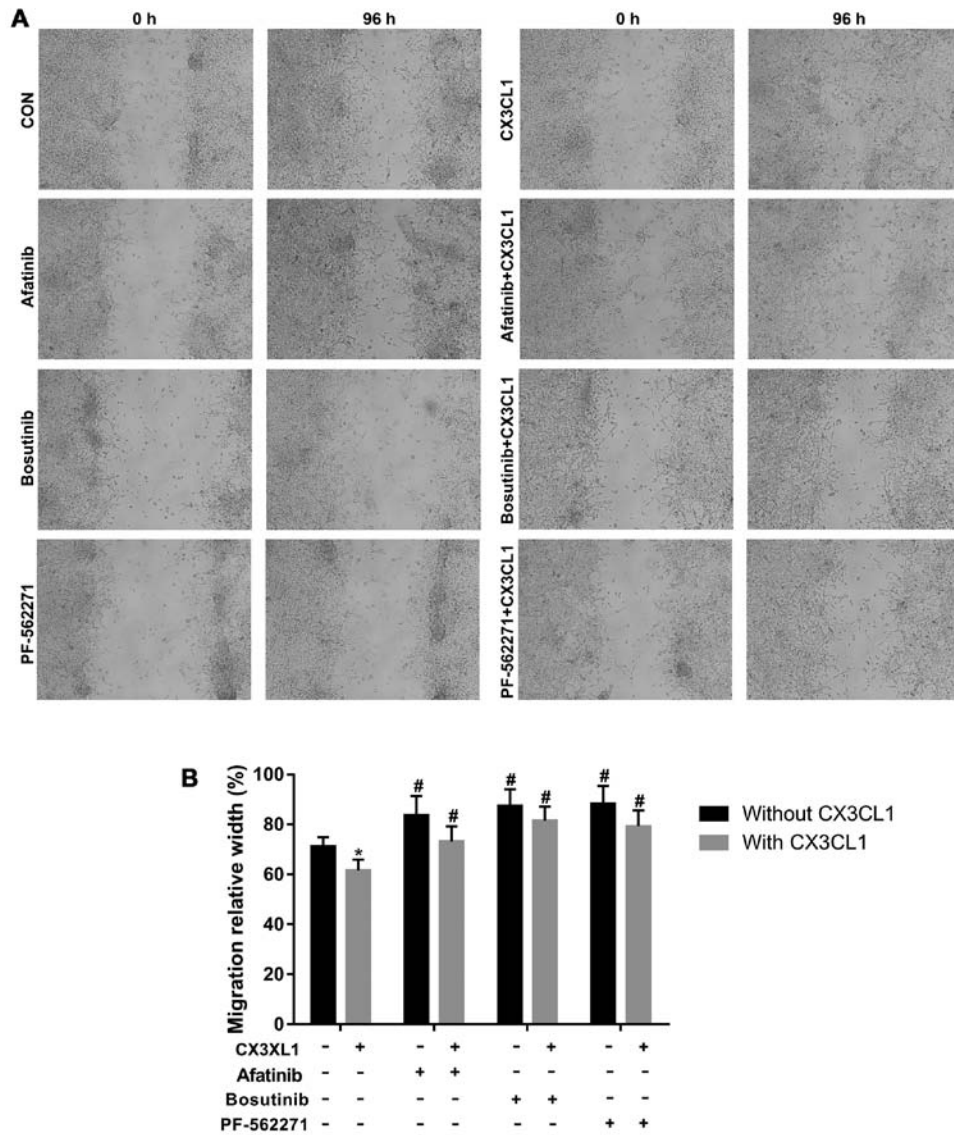 A
0 h 96 h 0 h 96 h
CON
CX3CL1
Afatinib
Afatinib+CX3CL1
Bosutinib
Bosutinib+CX3CL1
PF-562271
PF-562271+CX3CL1
B
Migration relative width (%)
100
80
60
40
20
0
# # # # # #
*
Without CX3CL1
With CX3CL1
CX3XL1 - + - + - + - +
Afatinib - - + + - - - -
Bosutinib - - - - + + - -
PF-562271 - - - - - - + +